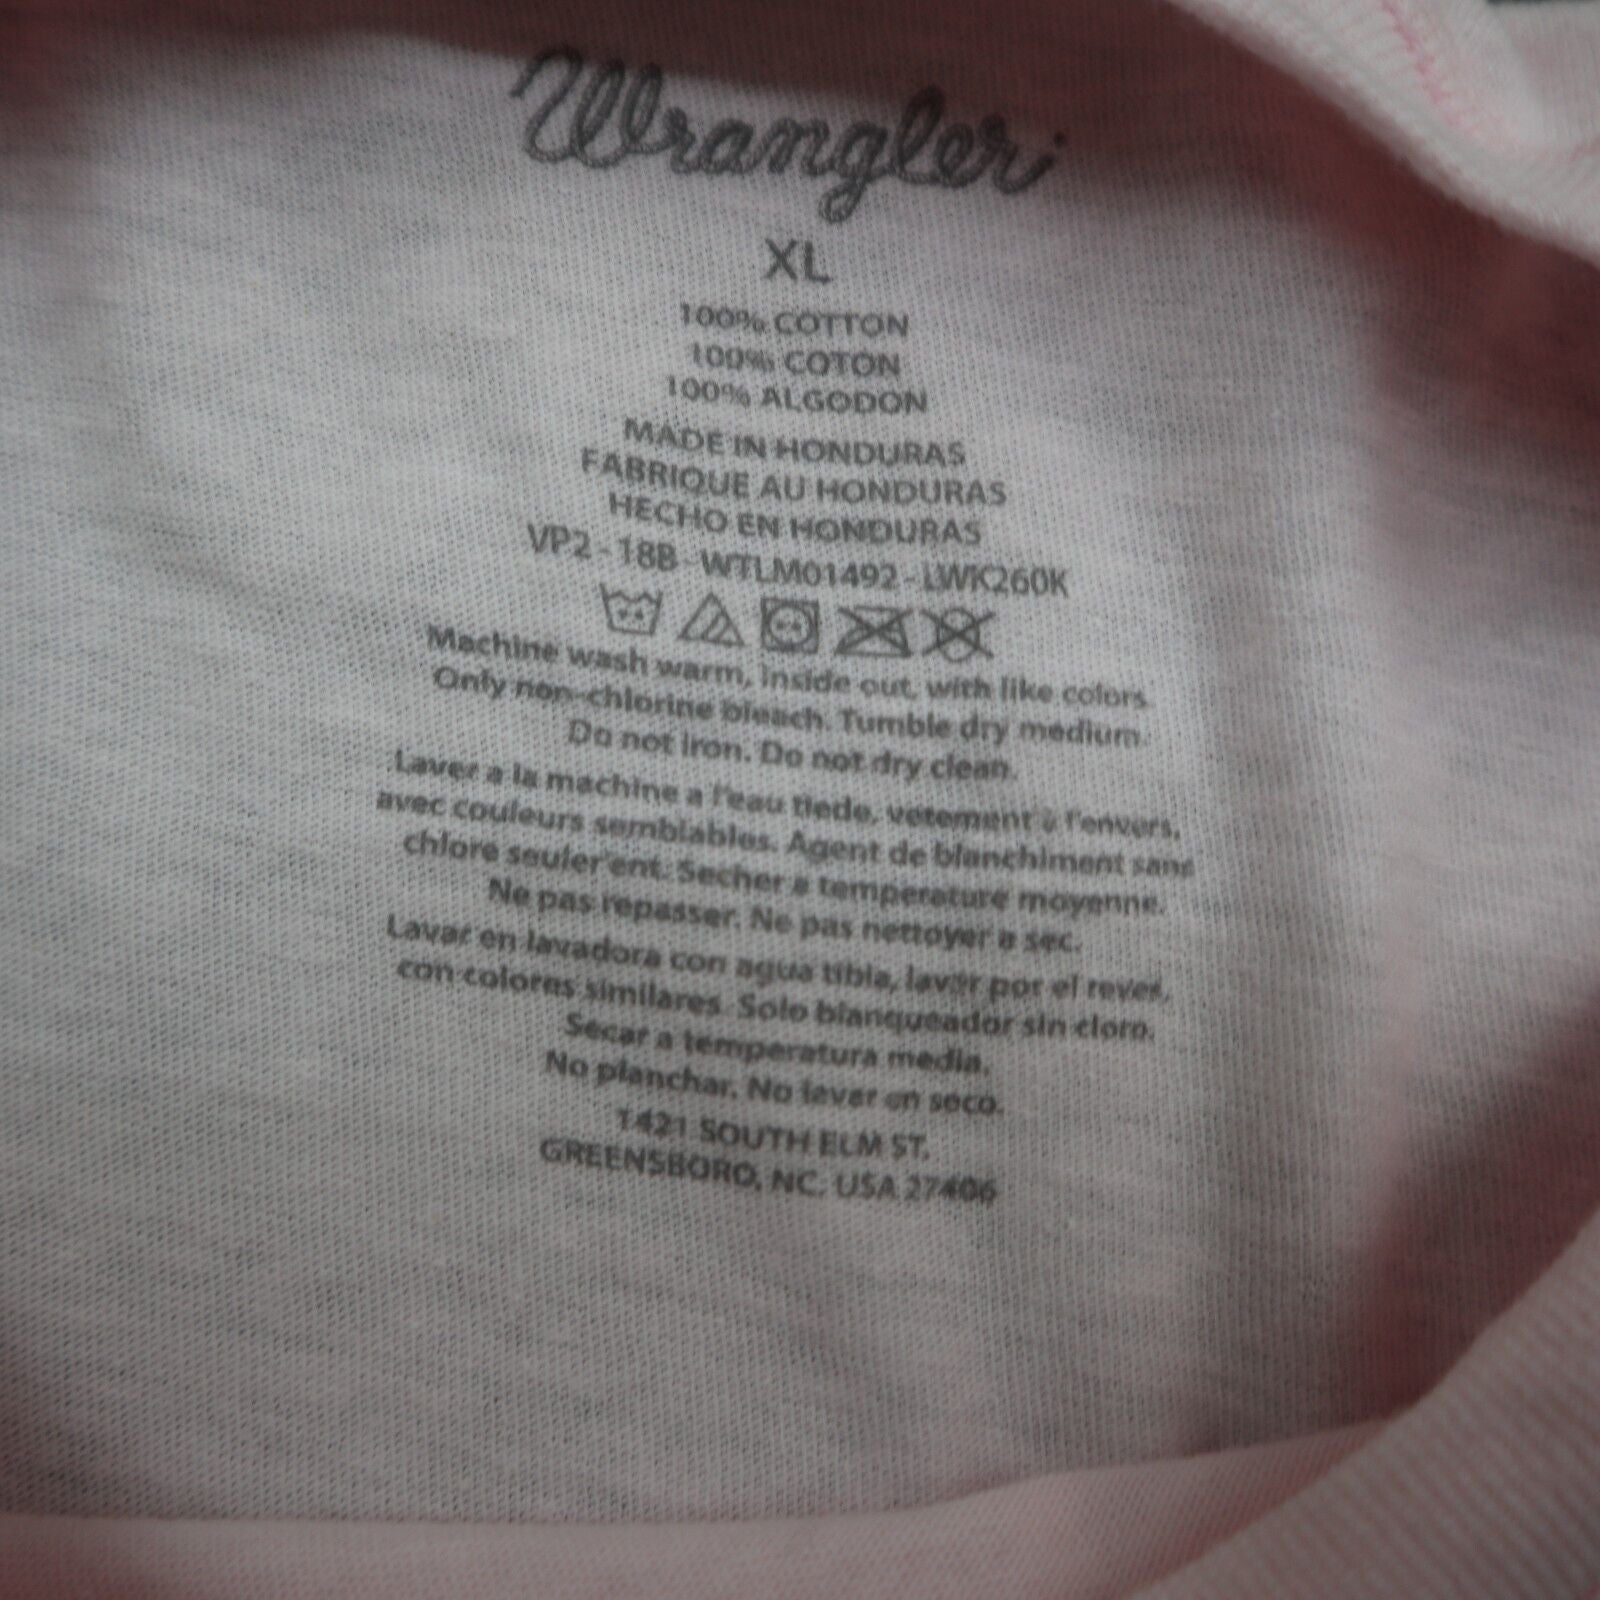 Wrangler
XL
100% COTTON
100% COTON
100% ALGODON
MADE IN HONDURAS
FABRIQUE AU HONDURAS
HECHO EN HONDURAS
VP2 - 18B - WTLM01492 - LWK260K
Machine wash warm, inside out, with like colors.
Only non-chlorine bleach. Tumble dry medium.
Do not iron. Do not dry clean.
Laver a la machine a l'eau tiede, vetement à l'envers,
avec couleurs semblables. Agent de blanchiment sans
chlore seuler'ent. Secher a temperature moyenne.
Ne pas repasser. Ne pas nettoyer a sec.
Lavar en lavadora con agua tibia, lavar por el reves,
con colores similares. Solo blanqueador sin cloro.
Secar a temperatura media.
No planchar. No lavar en seco.
1421 SOUTH ELM ST.
GREENSBORO, NC. USA 27406